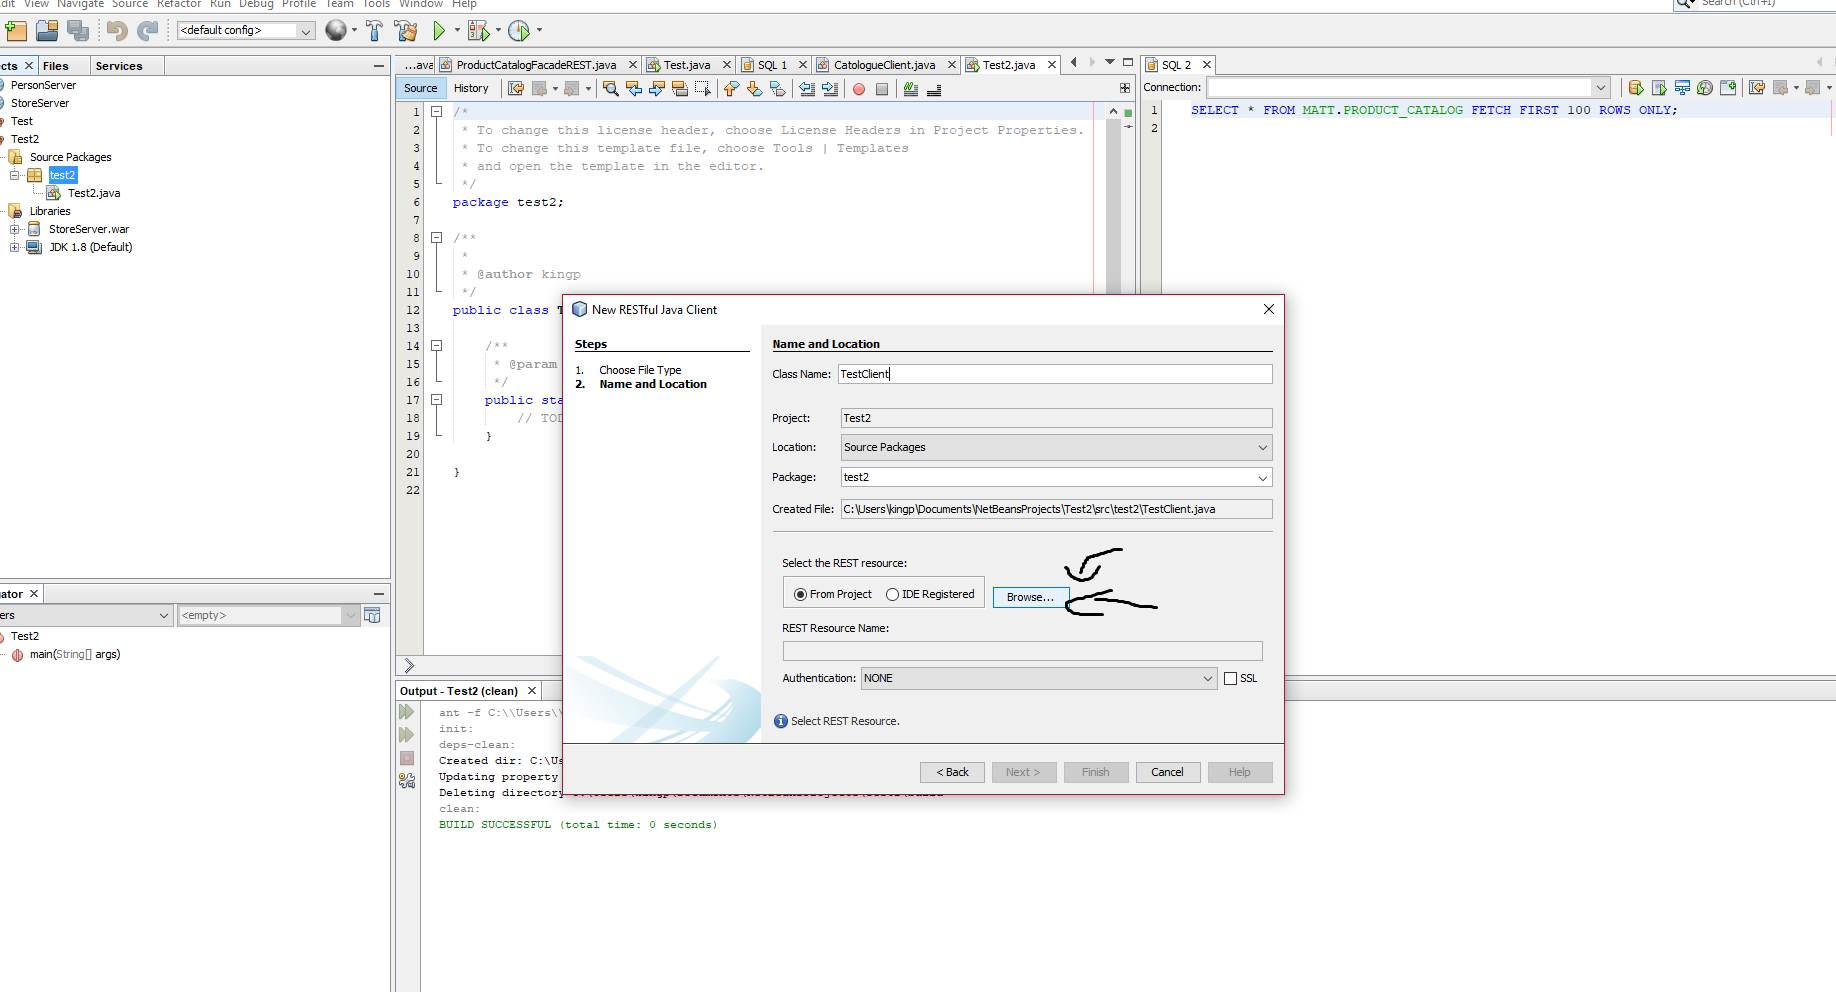 dit View Navigate Source Refactor Run Debug Profile Team Tools Window Help
Search (Ctrl+I)
<default config>
cts Files Services
PersonServer
StoreServer
Test
Test2
Source Packages
test2
Test2.java
Libraries
StoreServer.war
JDK 1.8 (Default)
...ava ProductCatalogFacadeREST.java Test.java SQL 1 CatologueClient.java Test2.java
Source History
1 /*
2 * To change this license header, choose License Headers in Project Properties.
3 * To change this template file, choose Tools | Templates
4 * and open the template in the editor.
5 */
6 package test2;
7
8 /**
9 *
10 * @author kingp
11 */
12 public class T
13
14 /**
15 * @param
16 */
17 public sta
18 // TOD
19 }
20
21 }
22
SQL 2
Connection:
1 SELECT * FROM MATT.PRODUCT_CATALOG FETCH FIRST 100 ROWS ONLY;
2
New RESTful Java Client
Steps
1. Choose File Type
2. Name and Location
Name and Location
Class Name: TestClient
Project: Test2
Location: Source Packages
Package: test2
Created File: C:\Users\kingp\Documents\NetBeansProjects\Test2\src\test2\TestClient.java
Select the REST resource:
From Project IDE Registered Browse...
REST Resource Name:
Authentication: NONE SSL
Select REST Resource.
< Back Next > Finish Cancel Help
gator
ers <empty>
Test2
main(String[] args)
Output - Test2 (clean)
ant -f C:\\Users\\
init:
deps-clean:
Created dir: C:\Us
Updating property
Deleting directory
clean:
BUILD SUCCESSFUL (total time: 0 seconds)